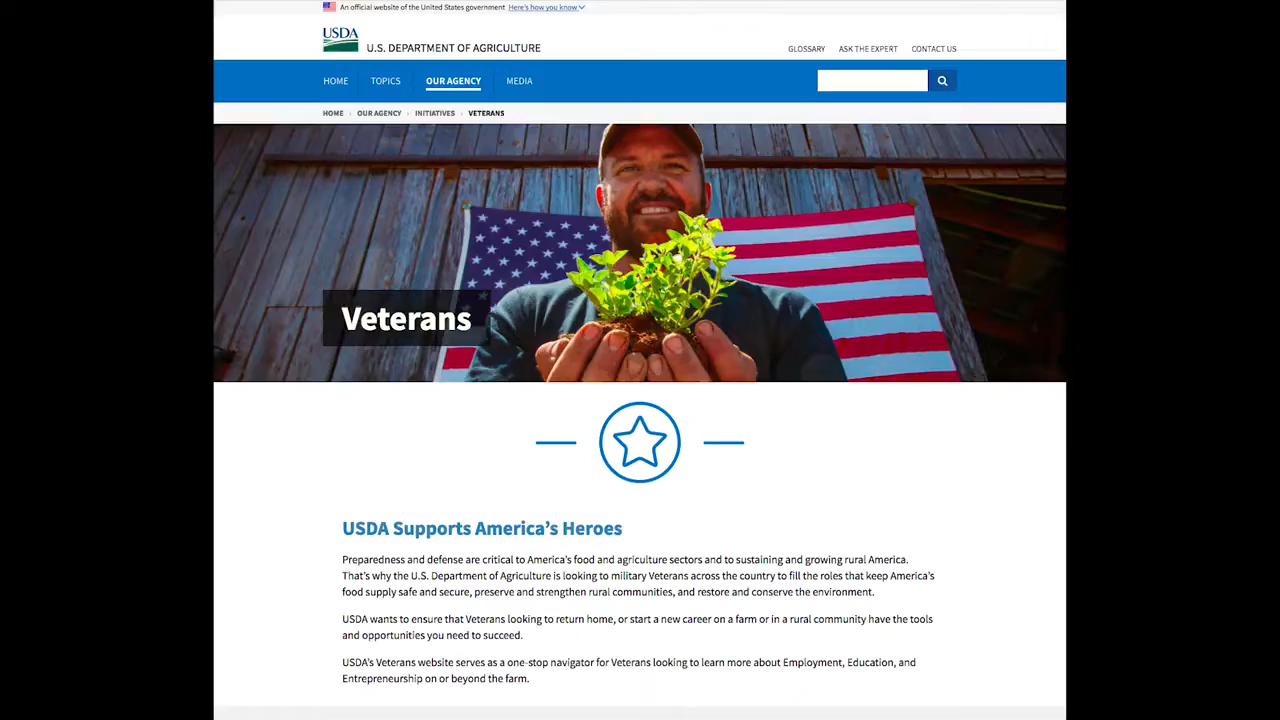 An official website of the United States government Here's how you know
USDA
U.S. DEPARTMENT OF AGRICULTURE
GLOSSARY ASK THE EXPERT CONTACT US
HOME TOPICS OUR AGENCY MEDIA
HOME › OUR AGENCY › INITIATIVES › VETERANS
Veterans
USDA Supports America's Heroes
Preparedness and defense are critical to America's food and agriculture sectors and to sustaining and growing rural America.
That's why the U.S. Department of Agriculture is looking to military Veterans across the country to fill the roles that keep America's
food supply safe and secure, preserve and strengthen rural communities, and restore and conserve the environment.
USDA wants to ensure that Veterans looking to return home, or start a new career on a farm or in a rural community have the tools
and opportunities you need to succeed.
USDA's Veterans website serves as a one-stop navigator for Veterans looking to learn more about Employment, Education, and
Entrepreneurship on or beyond the farm.